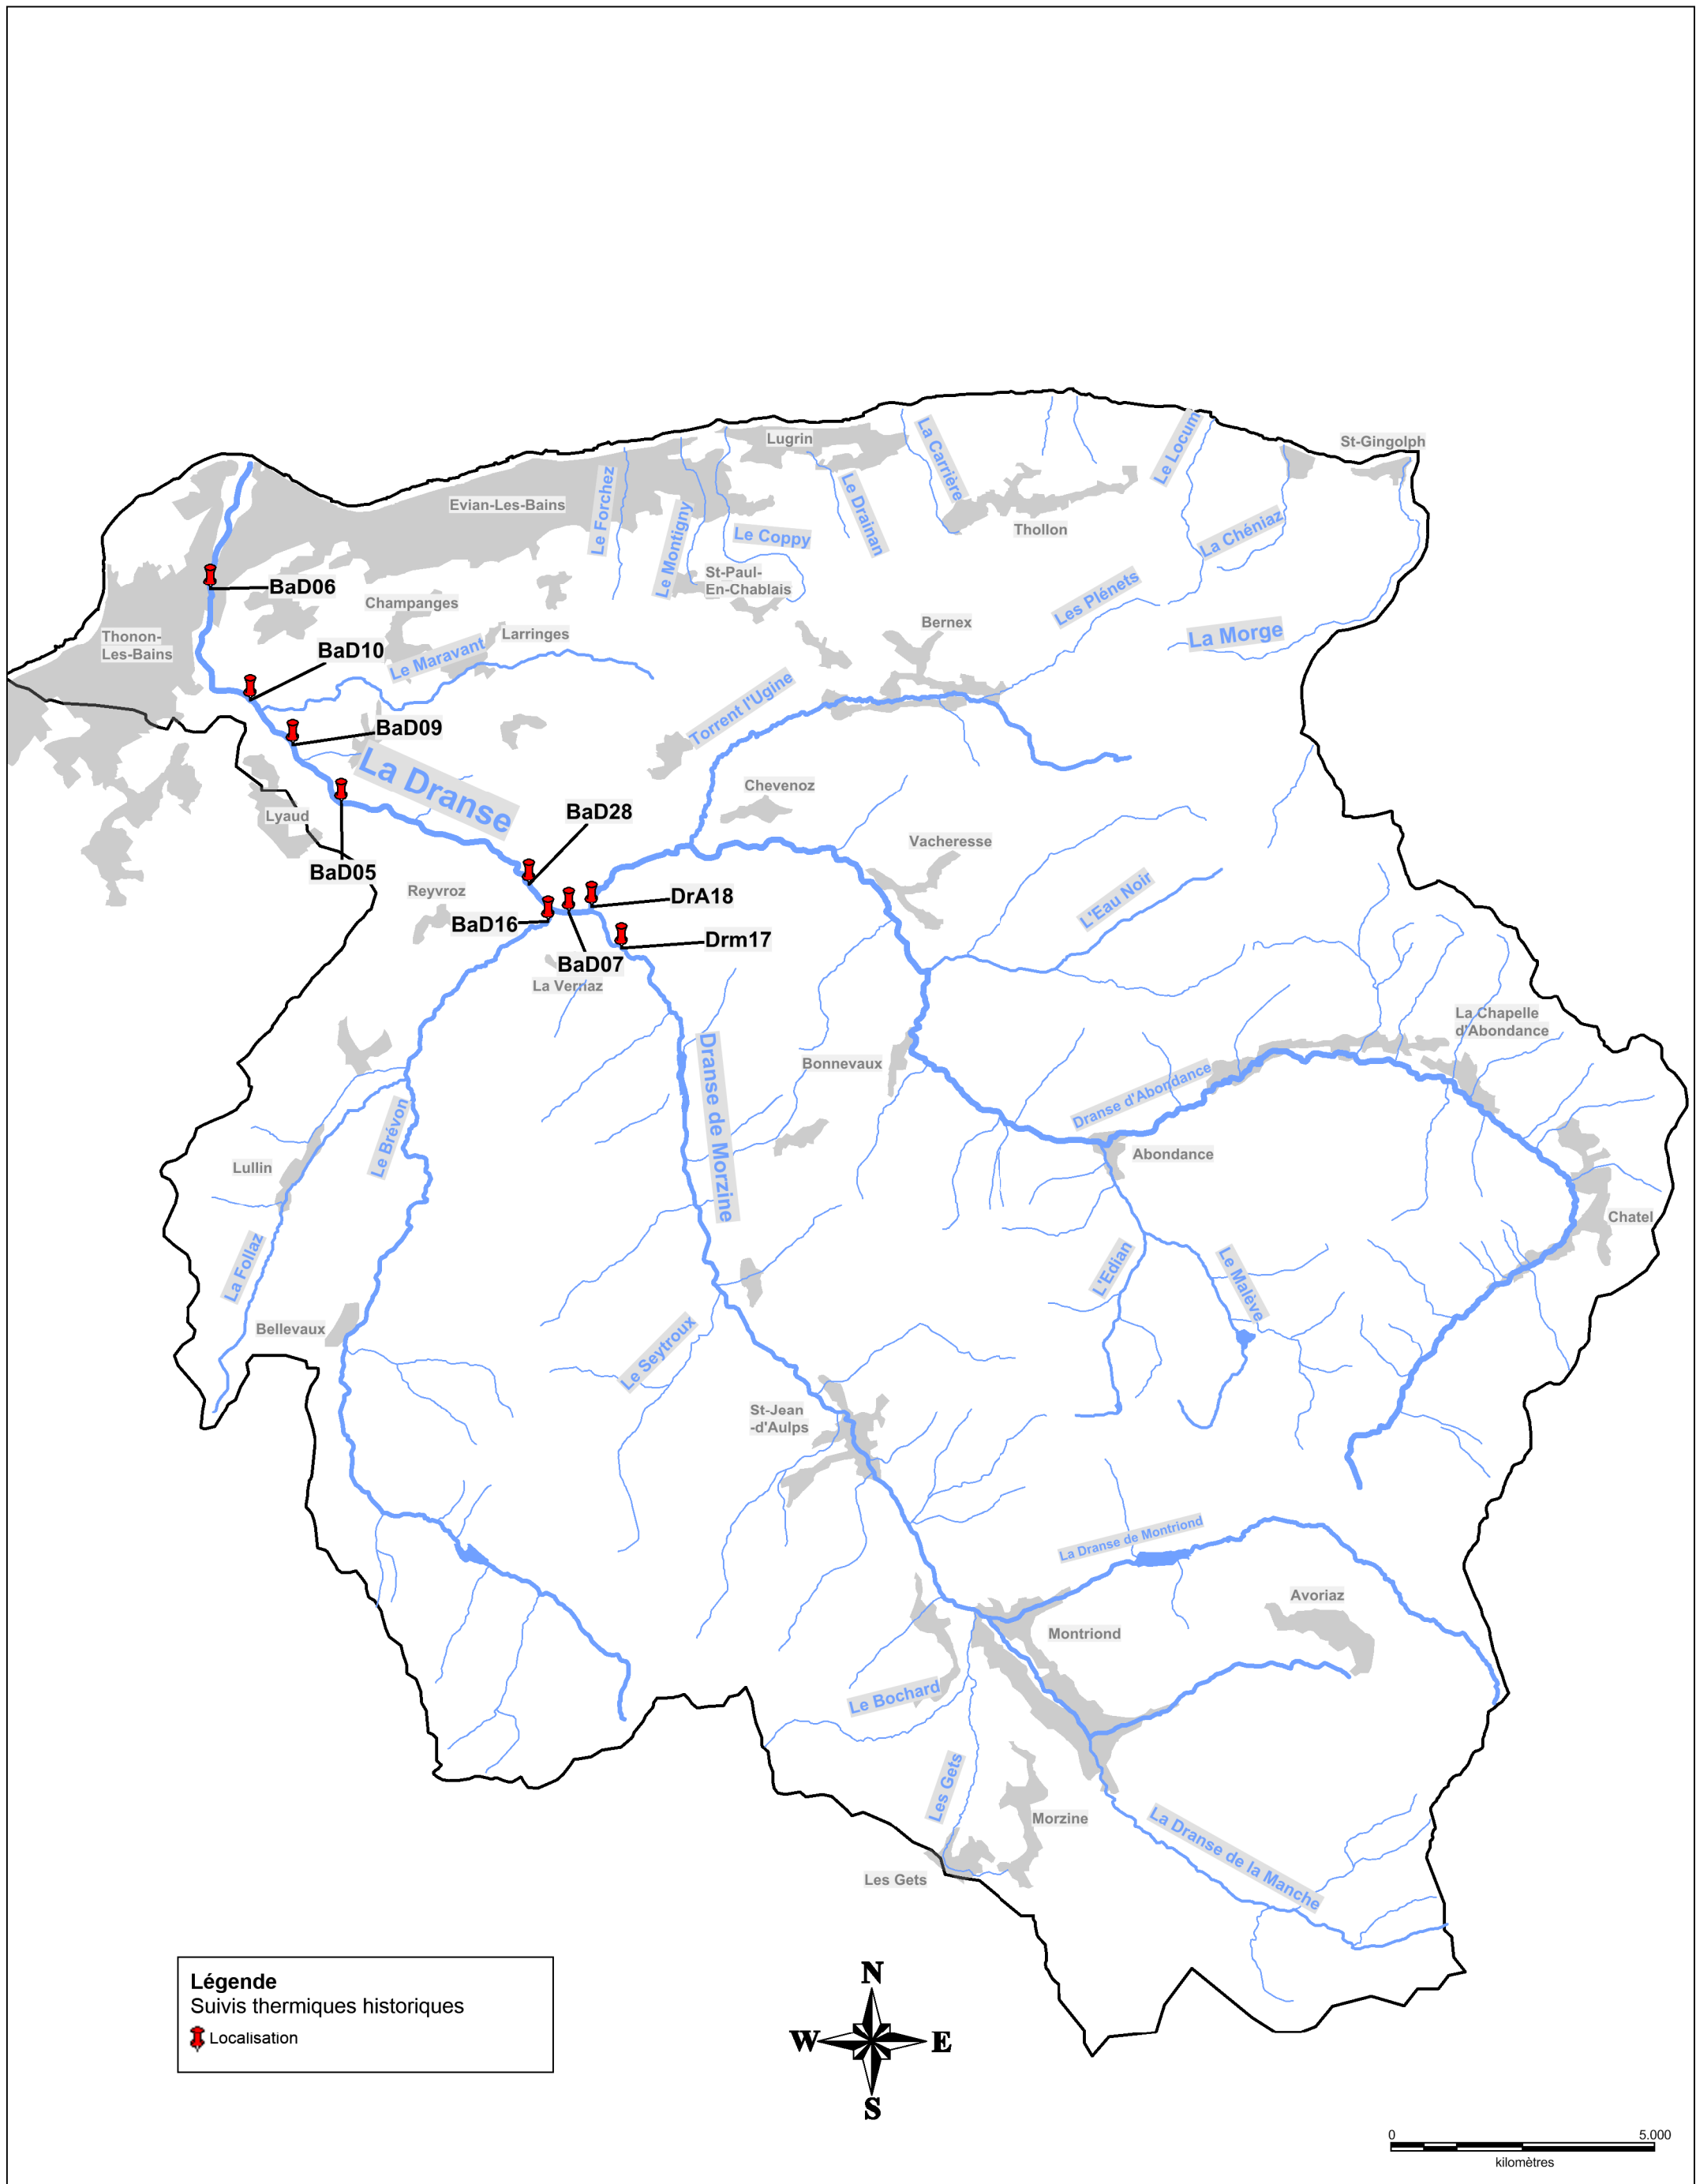 Lugrin
St-Gingolph
Le Locum
La Carrière
Evian-Les-Bains
Le Forchez
Le Montigny
Le Coppy
Le Drainan
Thollon
La Chéniaz
St-Paul-
En-Chablais
BaD06
Champanges
Les Plénets
Bernex
La Morge
Thonon-
Les-Bains
BaD10
Larringes
Le Maravant
Torrent l'Ugine
BaD09
La Dranse
Chevenoz
Lyaud
BaD28
Vacheresse
BaD05
Reyvroz
L'Eau Noir
DrA18
BaD16
Drm17
BaD07
La Vernaz
La Chapelle
d'Abondance
Bonnevaux
Dranse d'Abondance
Dranse de Morzine
Le Brévon
Abondance
Lullin
Chatel
La Follaz
L'Edian
Le Malève
Bellevaux
Le Seytroux
St-Jean
-d'Aulps
La Dranse de Montriond
Avoriaz
Montriond
Le Bochard
Les Gets
Morzine
La Dranse de la Manche
Les Gets
Légende
Suivis thermiques historiques
Localisation
N
W
E
S
0
5.000
kilomètres